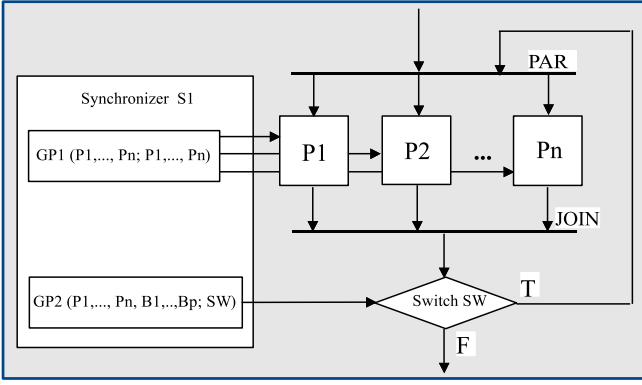 PAR
Synchronizer S1
GP1 (P1,..., Pn; P1,..., Pn)
P1
P2
...
Pn
JOIN
GP2 (P1,..., Pn, B1,..,Bp; SW)
Switch SW
T
F